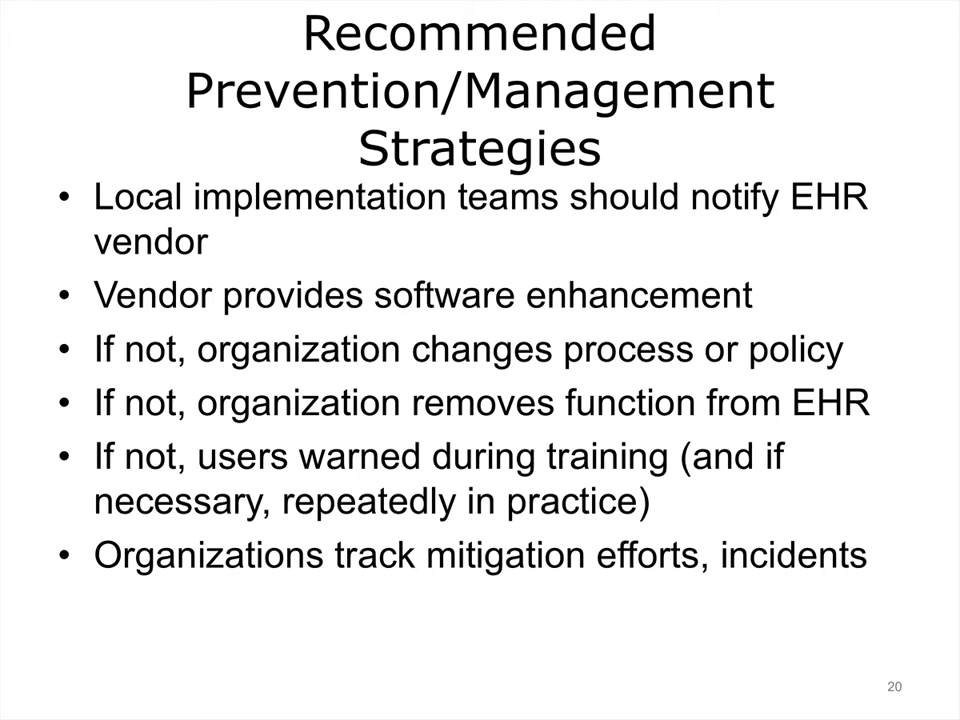 Recommended
Prevention/Management
Strategies
• Local implementation teams should notify EHR
vendor
• Vendor provides software enhancement
• If not, organization changes process or policy
• If not, organization removes function from EHR
• If not, users warned during training (and if
necessary, repeatedly in practice)
• Organizations track mitigation efforts, incidents
20